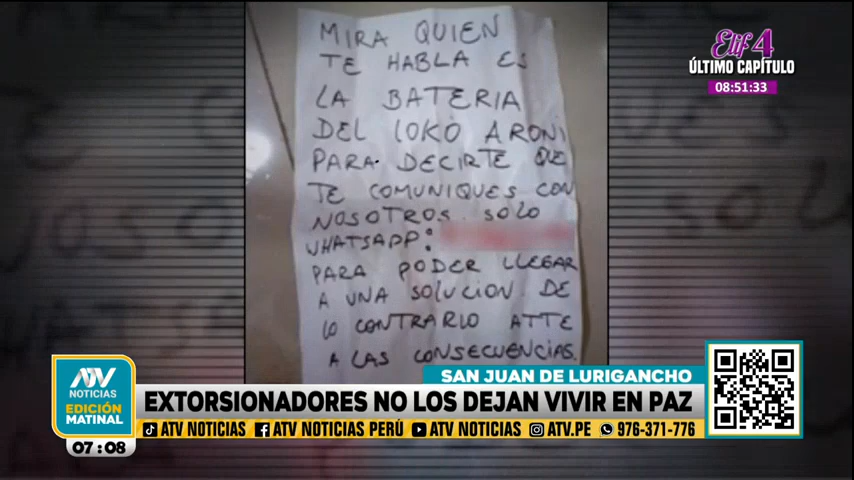 MIRA QUIEN
TE HABLA ES
LA BATERIA
DEL LOKO ARONI
PARA DECIRTE QUE
TE COMUNIQUES CON
NOSOTROS SOLO
WHATSAPP:
PARA PODER LLEGAR
A UNA SOLUCION DE
LO CONTRARIO ATTE
A LAS CONSECUENCIAS.
Elif 4
ÚLTIMO CAPÍTULO
08:51:33
SAN JUAN DE LURIGANCHO
EXTORSIONADORES NO LOS DEJAN VIVIR EN PAZ
ATV
NOTICIAS
EDICIÓN
MATINAL
07:08
ATV NOTICIAS ATV NOTICIAS PERÚ ATV NOTICIAS ATV.PE 976-371-776